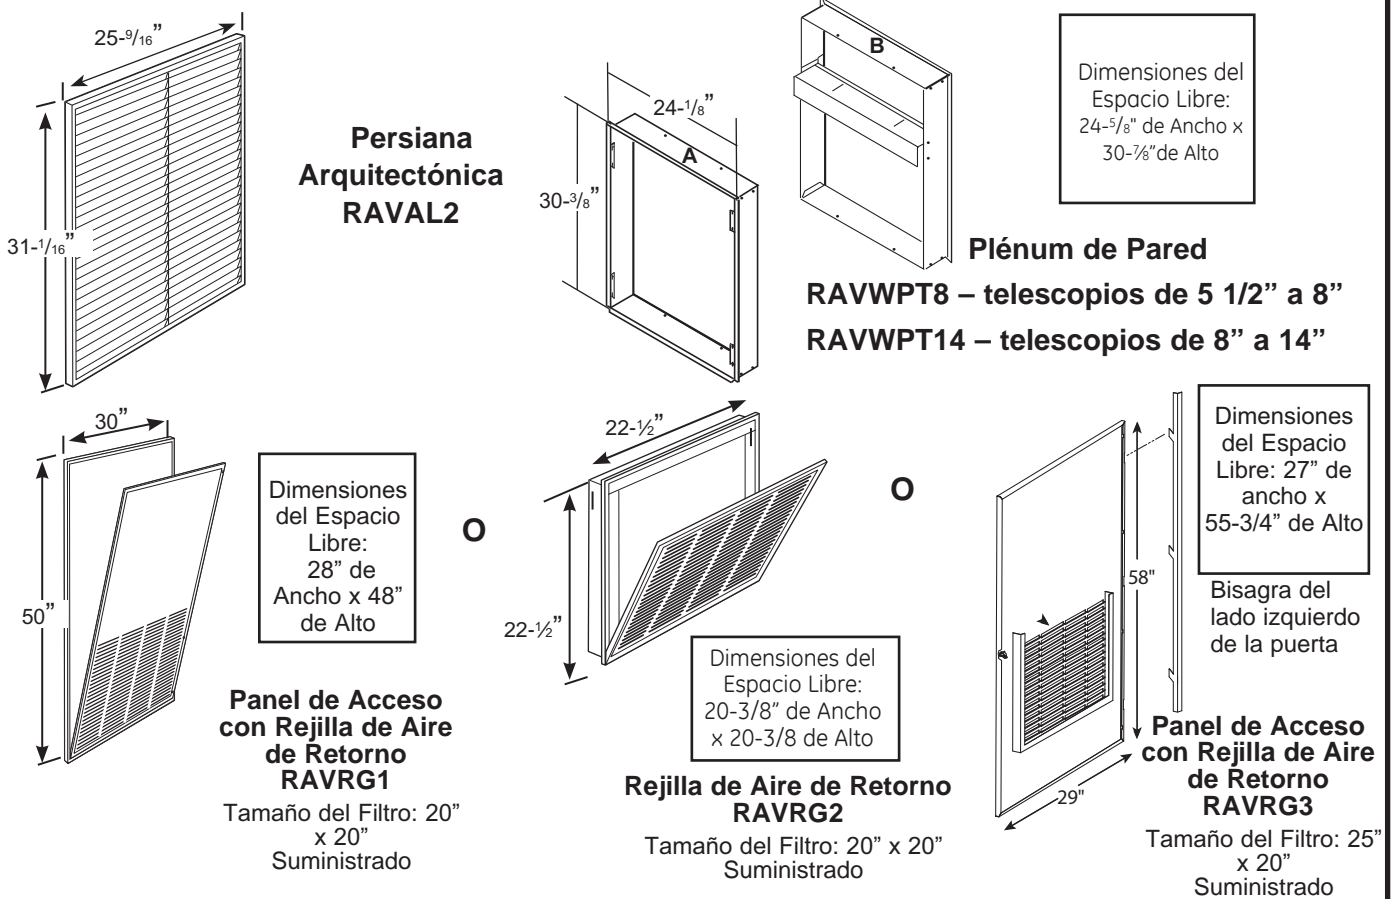 25-9/16”
31-1/16”
Persiana
Arquitectónica
RAVAL2
24-1/8”
30-3/8”
A
B
Dimensiones del
Espacio Libre:
24-5/8" de Ancho x
30-⅞”de Alto
Plénum de Pared
RAVWPT8 – telescopios de 5 1/2” a 8”
RAVWPT14 – telescopios de 8” a 14”
30”
50”
Dimensiones
del Espacio
Libre:
28” de
Ancho x 48”
de Alto
Panel de Acceso
con Rejilla de Aire
de Retorno
RAVRG1
Tamaño del Filtro: 20”
x 20”
Suministrado
O
22-½”
22-½”
Dimensiones del
Espacio Libre:
20-3/8” de Ancho
x 20-3/8 de Alto
Rejilla de Aire de Retorno
RAVRG2
Tamaño del Filtro: 20” x 20”
Suministrado
O
58"
29"
Dimensiones
del Espacio
Libre: 27” de
ancho x
55-3/4” de Alto
Bisagra del
lado izquierdo
de la puerta
Panel de Acceso
con Rejilla de Aire
de Retorno
RAVRG3
Tamaño del Filtro: 25”
x 20”
Suministrado